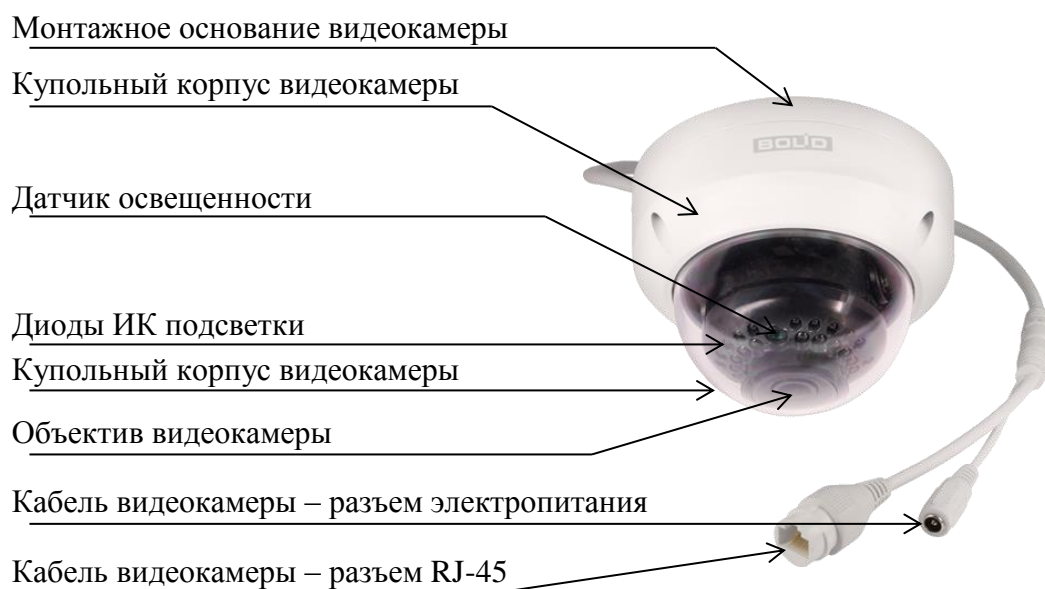 Монтажное основание видеокамеры
Купольный корпус видеокамеры
BOLID
Датчик освещенности
Диоды ИК подсветки
Купольный корпус видеокамеры
Объектив видеокамеры
Кабель видеокамеры – разъем электропитания
Кабель видеокамеры – разъем RJ-45